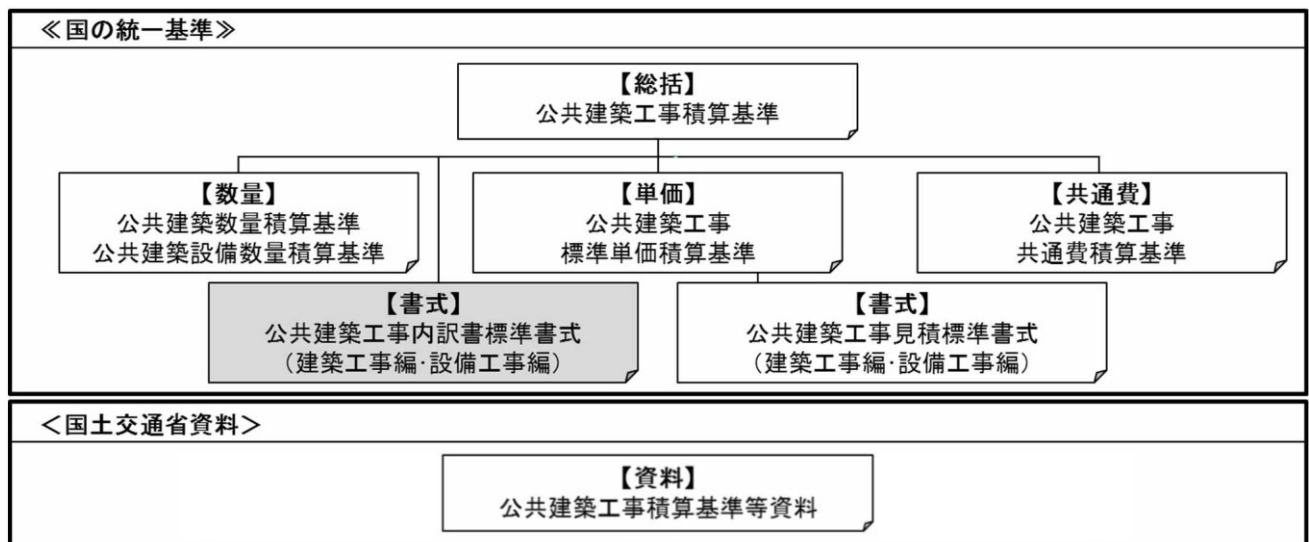 ≪国の統一基準≫
【総括】
公共建築工事積算基準
【数量】
公共建築数量積算基準
公共建築設備数量積算基準
【単価】
公共建築工事
標準単価積算基準
【共通費】
公共建築工事
共通費積算基準
【書式】
公共建築工事内訳書標準書式
（建築工事編･設備工事編）
【書式】
公共建築工事見積標準書式
（建築工事編･設備工事編）
＜国土交通省資料＞
【資料】
公共建築工事積算基準等資料